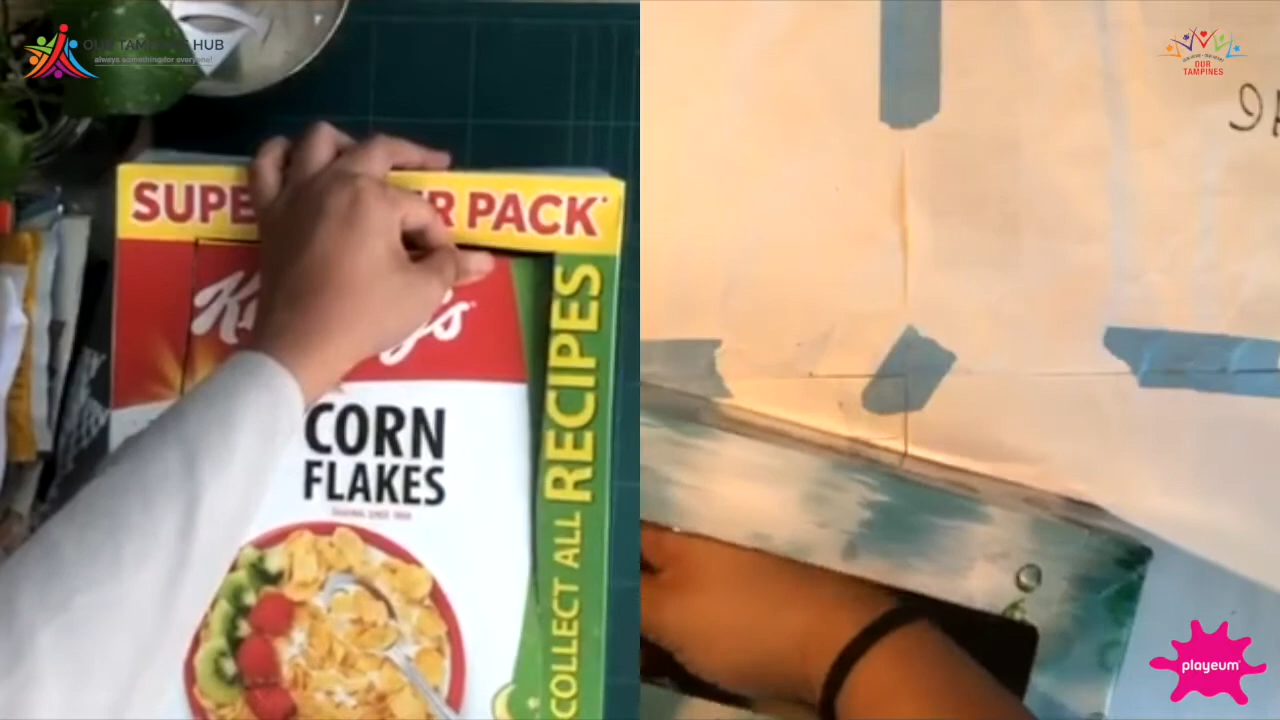 OUR TAMPINES HUB
always something for everyone!
SUPE R PACK*
K g's
CORN
FLAKES
COLLECT ALL RECIPES
OUR
TAMPINES
playeum